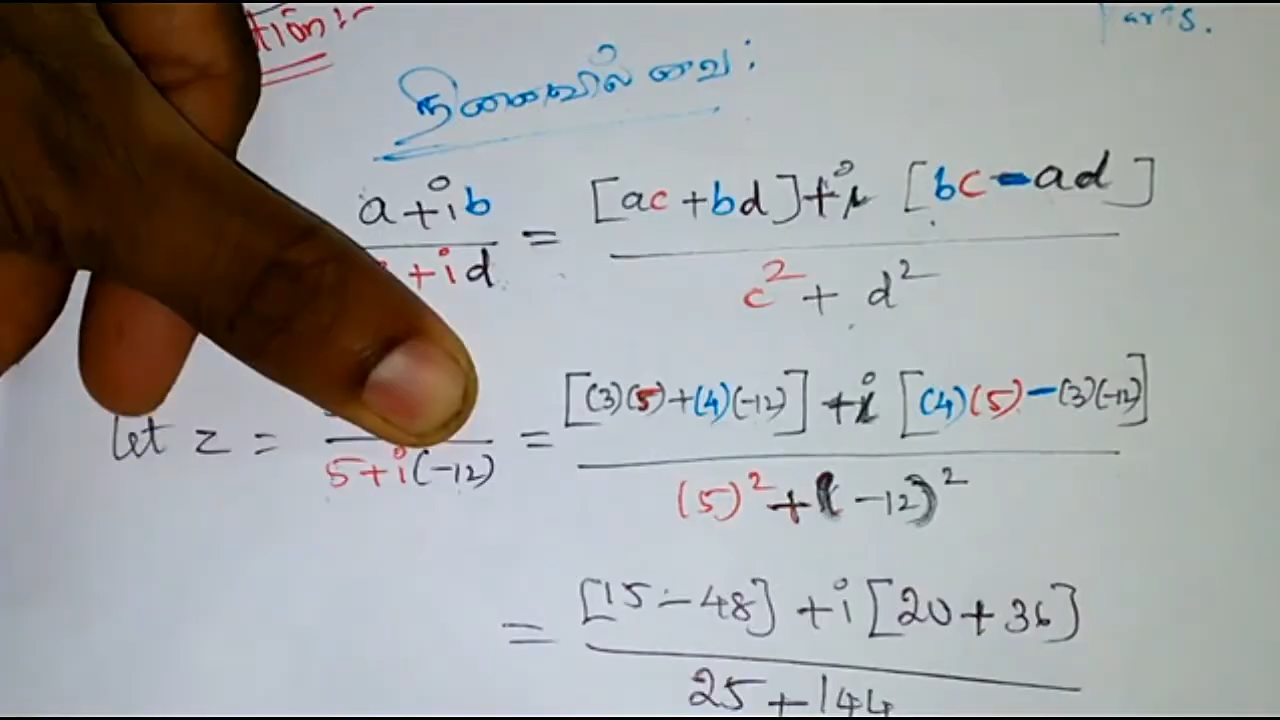 tion:-
நினைவில் வை:
a+ib / +id = [ac+bd]+i [bc-ad] / c²+ d²
let z = / 5+i(-12) = [(3)(5)+(4)(-12)] +i [(4)(5)-(3)(-12)] / (5)²+(-12)²
= [15-48] +i[20+36] / 25+144